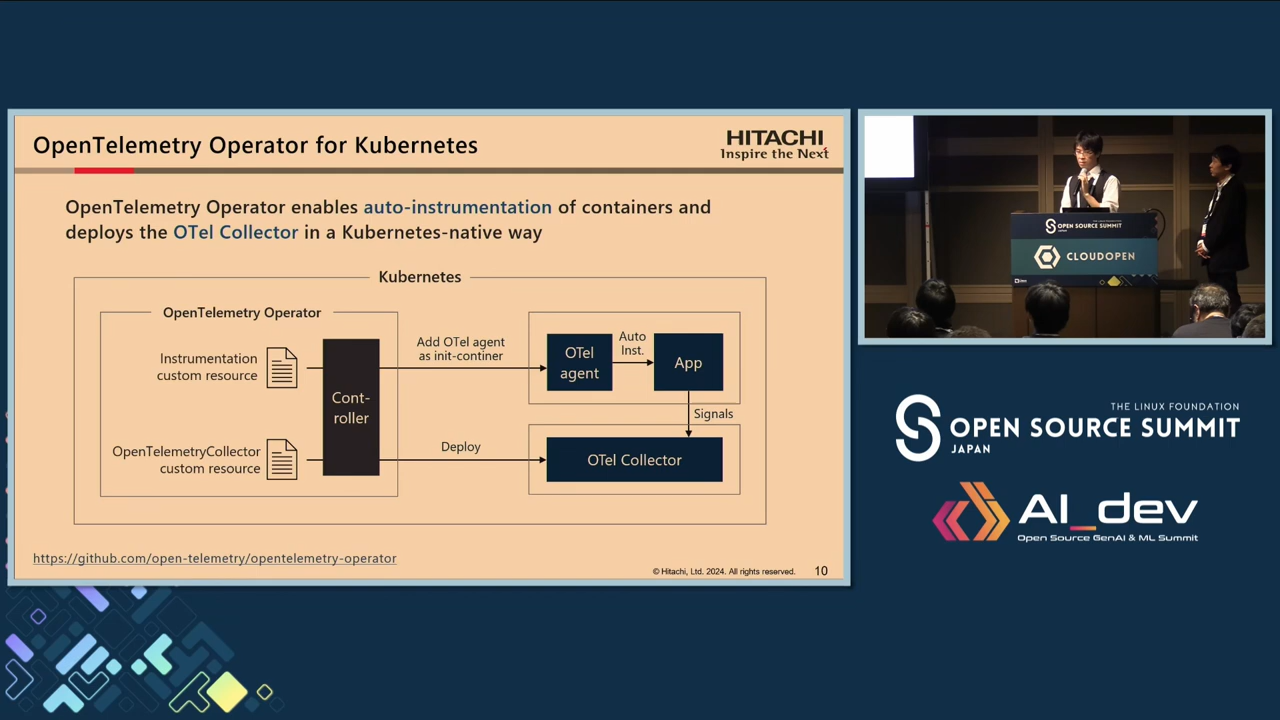 OpenTelemetry Operator for Kubernetes
HITACHI
Inspire the Next
OpenTelemetry Operator enables auto-instrumentation of containers and
deploys the OTel Collector in a Kubernetes-native way
Kubernetes
OpenTelemetry Operator
Instrumentation
custom resource
OpenTelemetryCollector
custom resource
Cont-
roller
Add OTel agent
as init-continer
Deploy
OTel
agent
Auto
Inst.
App
Signals
OTel Collector
https://github.com/open-telemetry/opentelemetry-operator
© Hitachi, Ltd. 2024. All rights reserved.
10
OPEN SOURCE SUMMIT
JAPAN
CLOUDOPEN
THE LINUX FOUNDATION
OPEN SOURCE SUMMIT
JAPAN
AI_dev
Open Source GenAI & ML Summit